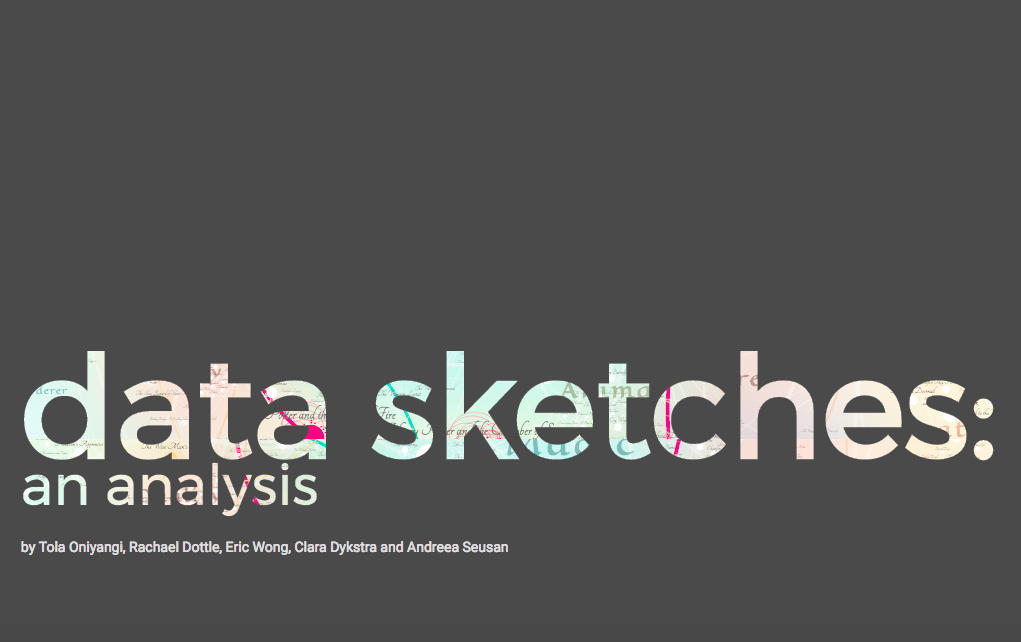 data sketches:
an analysis
by Tola Oniyangi, Rachael Dottle, Eric Wong, Clara Dykstra and Andreea Seusan